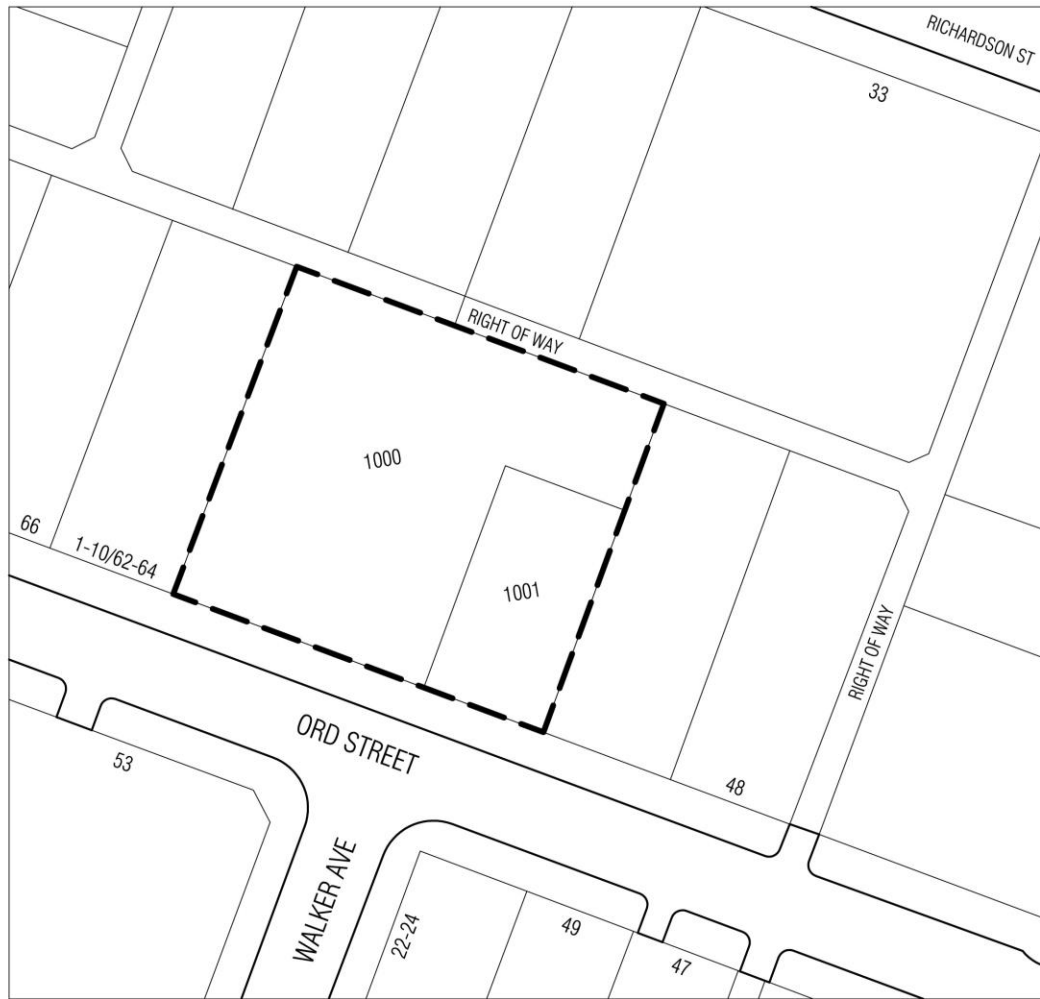 RICHARDSON ST
33
RIGHT OF WAY
1000
66
1-10/62-64
1001
RIGHT OF WAY
ORD STREET
53
48
WALKER AVE
22-24
49
47